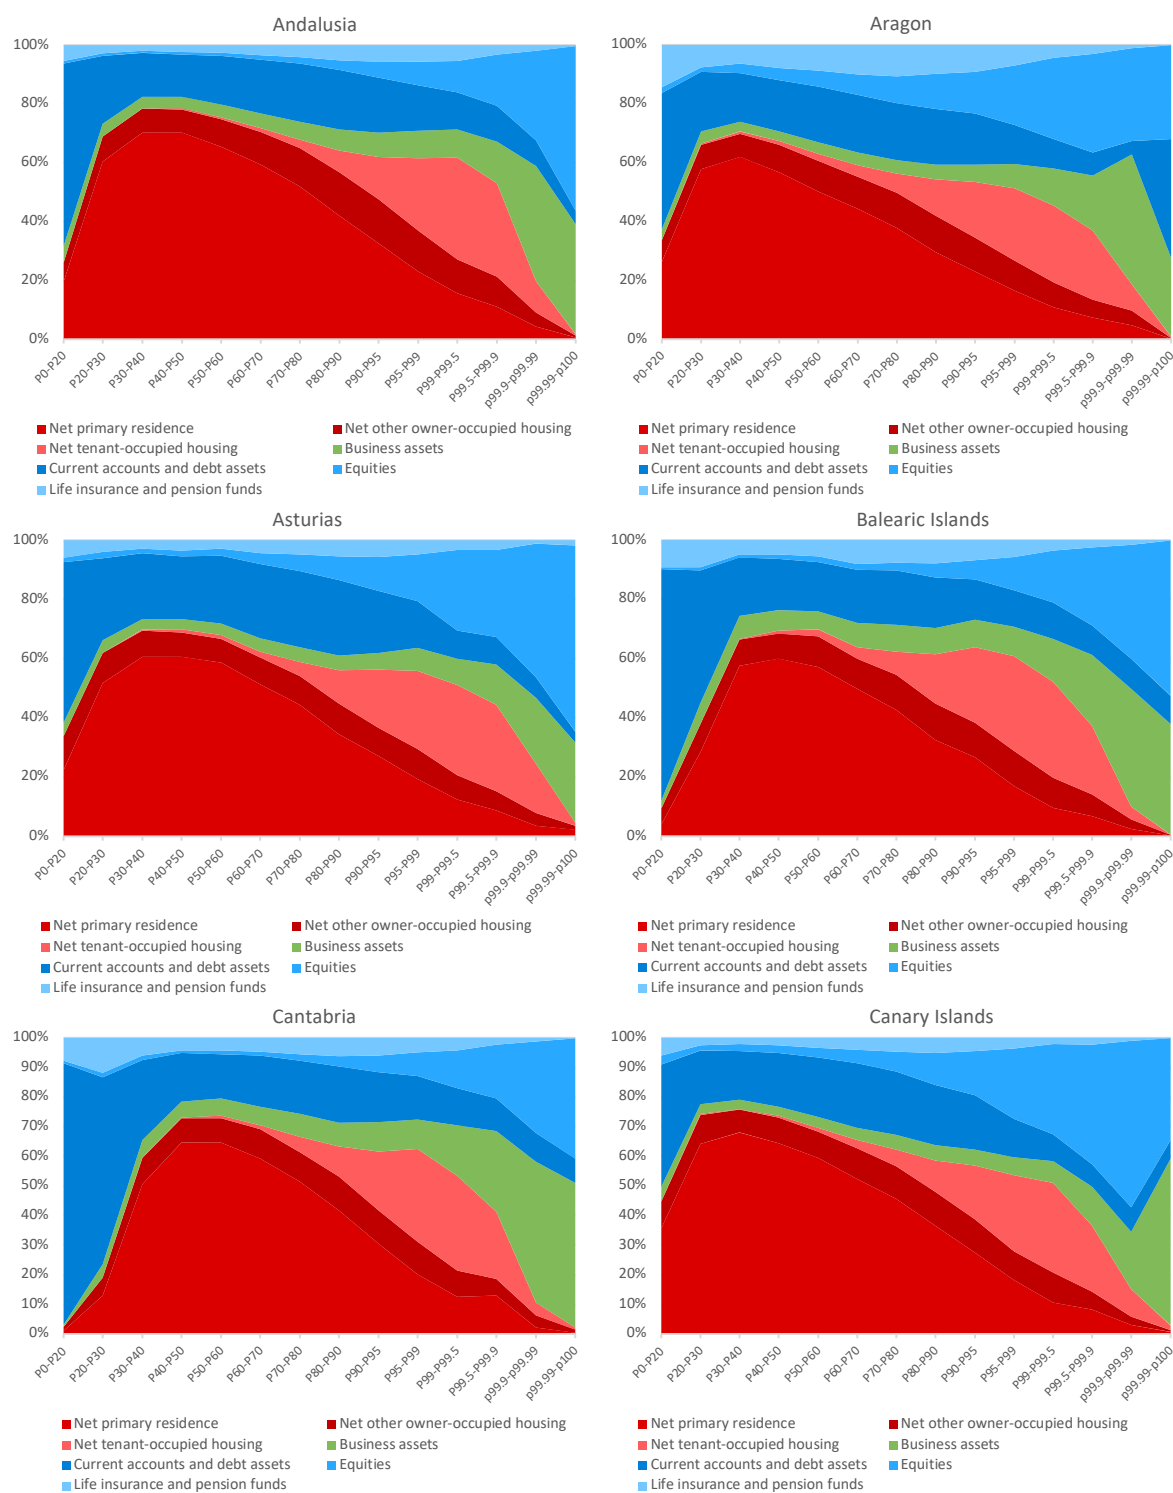 Andalusia
100%
80%
60%
40%
20%
0%
P0-P20
P20-P30
P30-P40
P40-P50
P50-P60
P60-P70
P70-P80
P80-P90
P90-P95
P95-P99
P99-P99.5
P99.5-P99.9
p99.9-p99.99
p99.99-p100
Net primary residence
Net other owner-occupied housing
Net tenant-occupied housing
Business assets
Current accounts and debt assets
Equities
Life insurance and pension funds
Aragon
100%
80%
60%
40%
20%
0%
P0-P20
P20-P30
P30-P40
P40-P50
P50-P60
P60-P70
P70-P80
P80-P90
P90-P95
P95-P99
P99-P99.5
P99.5-P99.9
p99.9-p99.99
p99.99-p100
Net primary residence
Net other owner-occupied housing
Net tenant-occupied housing
Business assets
Current accounts and debt assets
Equities
Life insurance and pension funds
Asturias
100%
80%
60%
40%
20%
0%
P0-P20
P20-P30
P30-P40
P40-P50
P50-P60
P60-P70
P70-P80
P80-P90
P90-P95
P95-P99
P99-P99.5
P99.5-P99.9
p99.9-p99.99
p99.99-p100
Net primary residence
Net other owner-occupied housing
Net tenant-occupied housing
Business assets
Current accounts and debt assets
Equities
Life insurance and pension funds
Balearic Islands
100%
80%
60%
40%
20%
0%
P0-P20
P20-P30
P30-P40
P40-P50
P50-P60
P60-P70
P70-P80
P80-P90
P90-P95
P95-P99
P99-P99.5
P99.5-P99.9
p99.9-p99.99
p99.99-p100
Net primary residence
Net other owner-occupied housing
Net tenant-occupied housing
Business assets
Current accounts and debt assets
Equities
Life insurance and pension funds
Cantabria
100%
90%
80%
70%
60%
50%
40%
30%
20%
10%
0%
P0-P20
P20-P30
P30-P40
P40-P50
P50-P60
P60-P70
P70-P80
P80-P90
P90-P95
P95-P99
P99-P99.5
P99.5-P99.9
p99.9-p99.99
p99.99-p100
Net primary residence
Net other owner-occupied housing
Net tenant-occupied housing
Business assets
Current accounts and debt assets
Equities
Life insurance and pension funds
Canary Islands
100%
90%
80%
70%
60%
50%
40%
30%
20%
10%
0%
P0-P20
P20-P30
P30-P40
P40-P50
P50-P60
P60-P70
P70-P80
P80-P90
P90-P95
P95-P99
P99-P99.5
P99.5-P99.9
p99.9-p99.99
p99.99-p100
Net primary residence
Net other owner-occupied housing
Net tenant-occupied housing
Business assets
Current accounts and debt assets
Equities
Life insurance and pension funds